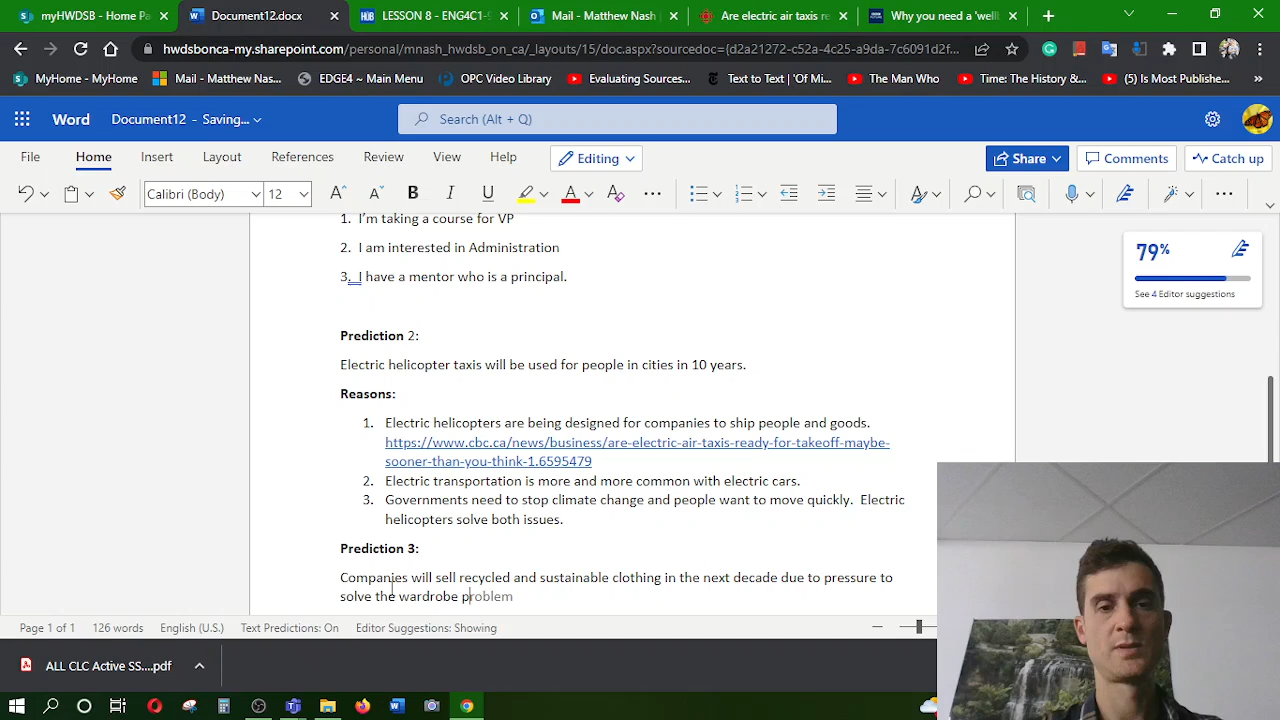 myHWDSB - Home Pa
Document12.docx
HUB LESSON 8 - ENG4C1-9
Mail - Matthew Nash
Are electric air taxis re
Why you need a 'well
hwdsbonca-my.sharepoint.com/personal/mnash_hwdsb_on_ca/_layouts/15/doc.aspx?sourcedoc={d2a21272-c52a-4c25-a9da-7c6091d2f...
MyHome - MyHome
Mail - Matthew Nas...
EDGE4 ~ Main Menu
OPC Video Library
Evaluating Sources...
Text to Text | 'Of Mi...
The Man Who
Time: The History &...
(5) Is Most Publishe...
Word Document12 - Saving...
Search (Alt + Q)
File Home Insert Layout References Review View Help Editing Share Comments Catch up
Calibri (Body) 12
1. I'm taking a course for VP
2. I am interested in Administration
3. I have a mentor who is a principal.
79%
See 4 Editor suggestions
Prediction 2:
Electric helicopter taxis will be used for people in cities in 10 years.
Reasons:
1. Electric helicopters are being designed for companies to ship people and goods.
https://www.cbc.ca/news/business/are-electric-air-taxis-ready-for-takeoff-maybe-
sooner-than-you-think-1.6595479
2. Electric transportation is more and more common with electric cars.
3. Governments need to stop climate change and people want to move quickly. Electric
helicopters solve both issues.
Prediction 3:
Companies will sell recycled and sustainable clothing in the next decade due to pressure to
solve the wardrobe problem
Page 1 of 1 126 words English (U.S.) Text Predictions: On Editor Suggestions: Showing
ALL CLC Active SS....pdf